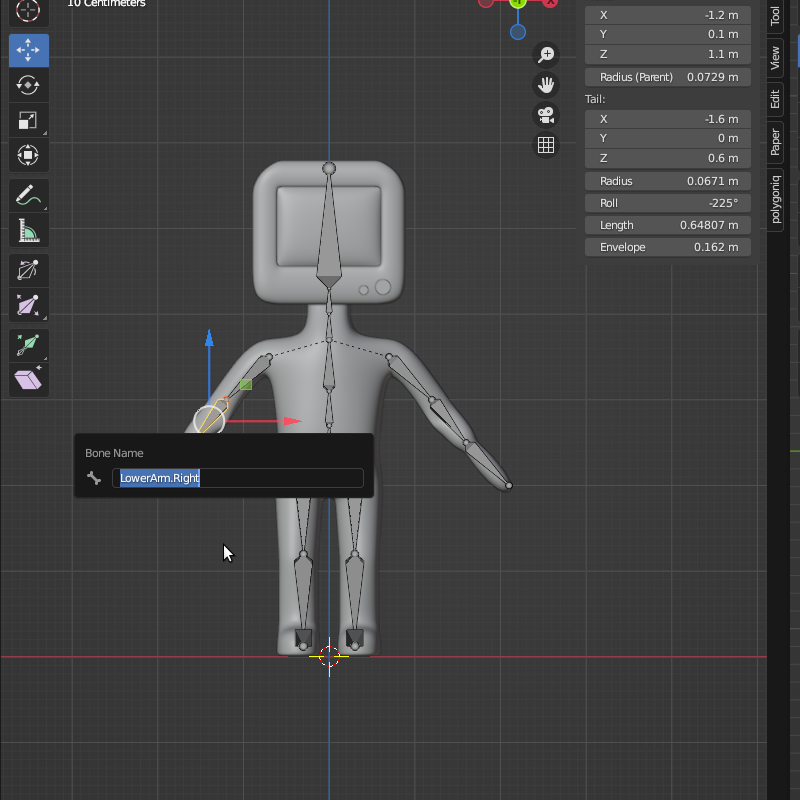 10 Centimeters
X -1.2 m
Y 0.1 m
Z 1.1 m
Radius (Parent) 0.0729 m
Tail:
X -1.6 m
Y 0 m
Z 0.6 m
Radius 0.0671 m
Roll -225°
Length 0.64807 m
Envelope 0.162 m
Tool
View
Edit
Paper
polygoniq
Bone Name
LowerArm.Right